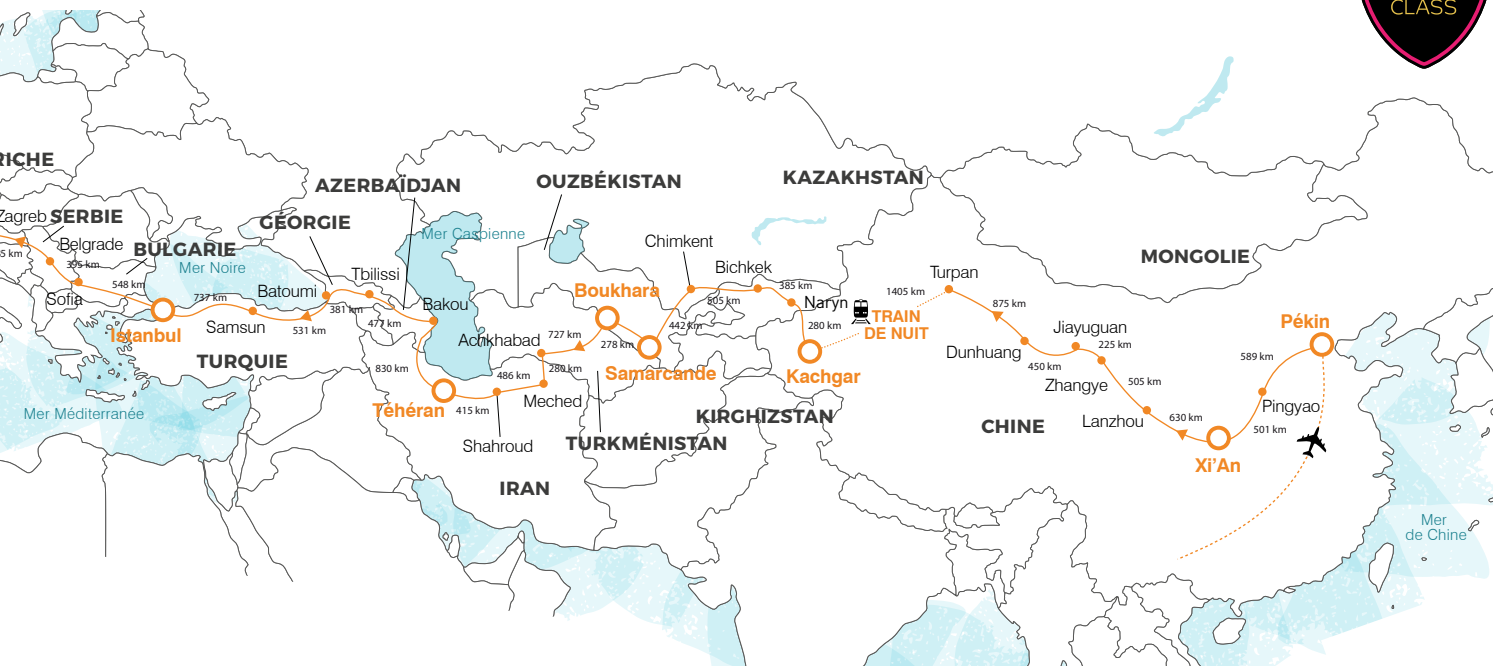 CLASS
RICHE
KAZAKHSTAN
AZERBAÏDJAN
OUZBÉKISTAN
Zagreb
SERBIE
GÉORGIE
Belgrade
BULGARIE
Mer Caspienne
Chimkent
MONGOLIE
5 km
395 km
Mer Noire
Tbilissi
Bichkek
Turpan
548 km
737 km
Batoumi
Boukhara
385 km
1405 km
Sofia
381 km
Bakou
505 km
Naryn
875 km
Istanbul
Samsun
531 km
477 km
442 km
280 km
TRAIN
DE NUIT
Jiayuguan
Pékin
Achkhabad
727 km
278 km
225 km
Dunhuang
589 km
TURQUIE
830 km
486 km
280 km
Samarcande
Kachgar
450 km
Zhangye
505 km
Mer Méditerranée
Téhéran
415 km
Meched
KIRGHIZSTAN
Lanzhou
630 km
Pingyao
501 km
Shahroud
TURKMÉNISTAN
CHINE
Xi’An
IRAN
Mer
de Chine